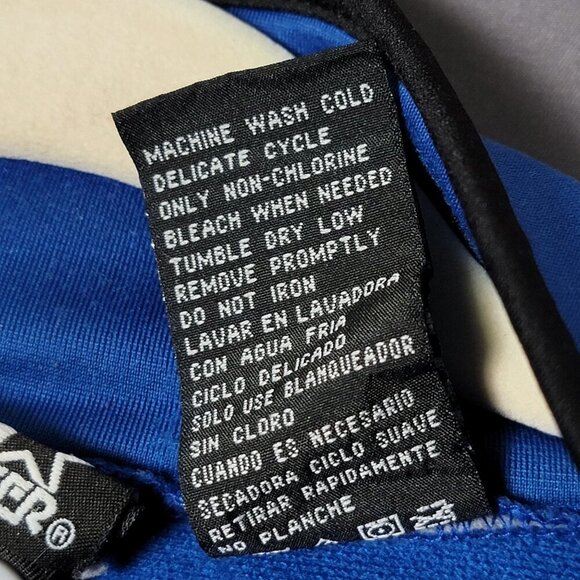 MACHINE WASH COLD
DELICATE CYCLE
ONLY NON-CHLORINE
BLEACH WHEN NEEDED
TUMBLE DRY LOW
REMOVE PROMPTLY
DO NOT IRON
LAVAR EN LAVADORA
CON AGUA FRIA
CICLO DELICADO
SOLO USE BLANQUEADOR
SIN CLORO
CUANDO ES NECESARIO
SECADORA CICLO SUAVE
RETIRAR RAPIDAMENTE
NO PLANCHE